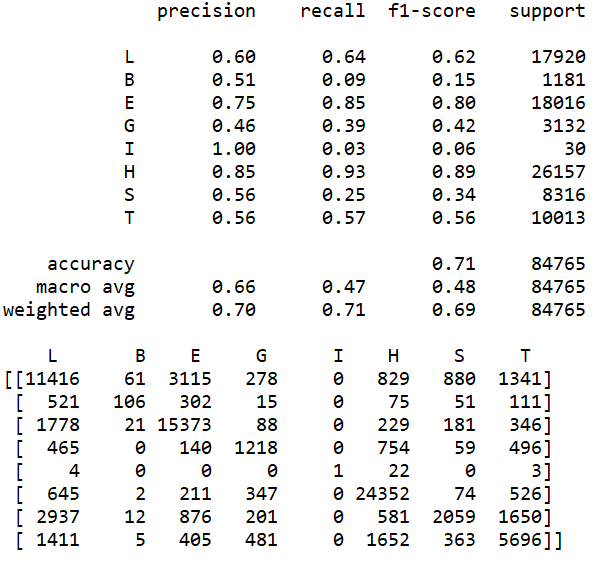 precision recall f1-score support
L 0.60 0.64 0.62 17920
B 0.51 0.09 0.15 1181
E 0.75 0.85 0.80 18016
G 0.46 0.39 0.42 3132
I 1.00 0.03 0.06 30
H 0.85 0.93 0.89 26157
S 0.56 0.25 0.34 8316
T 0.56 0.57 0.56 10013
accuracy 0.71 84765
macro avg 0.66 0.47 0.48 84765
weighted avg 0.70 0.71 0.69 84765
L B E G I H S T
[[11416 61 3115 278 0 829 880 1341]
[ 521 106 302 15 0 75 51 111]
[ 1778 21 15373 88 0 229 181 346]
[ 465 0 140 1218 0 754 59 496]
[ 4 0 0 0 1 22 0 3]
[ 645 2 211 347 0 24352 74 526]
[ 2937 12 876 201 0 581 2059 1650]
[ 1411 5 405 481 0 1652 363 5696]]